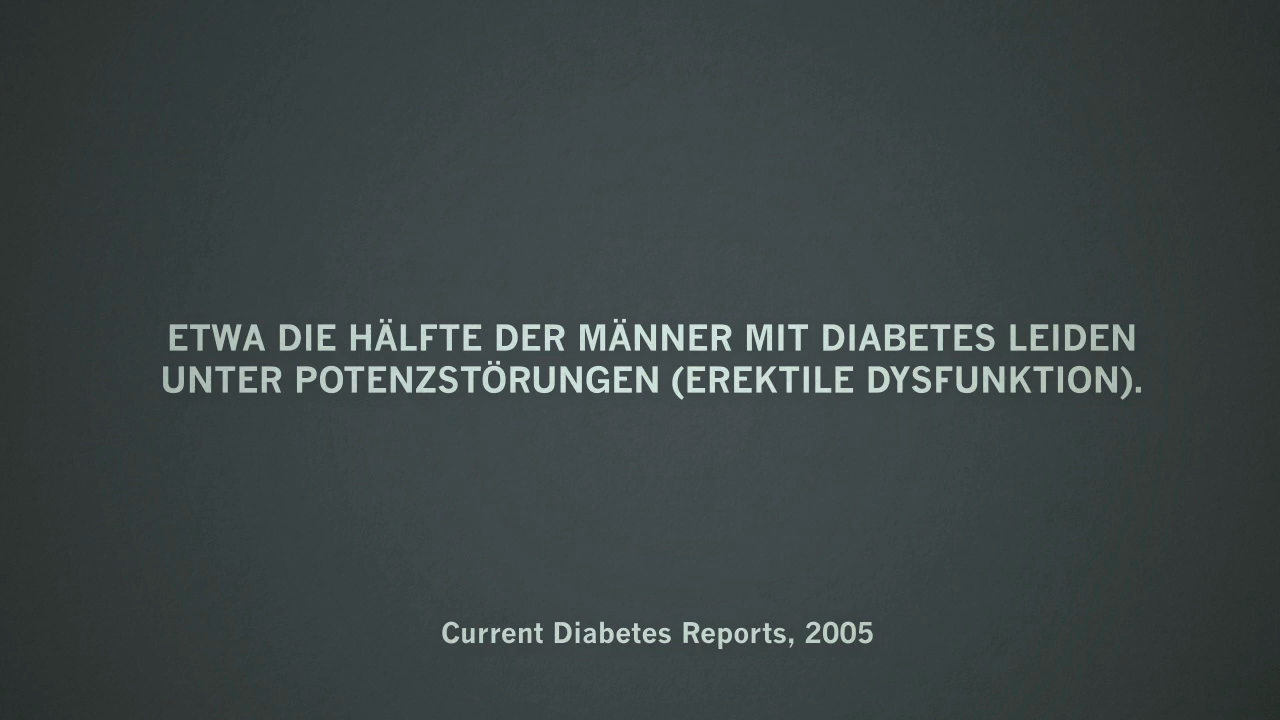 ETWA DIE HÄLFTE DER MÄNNER MIT DIABETES LEIDEN
UNTER POTENZSTÖRUNGEN (EREKTILE DYSFUNKTION).
Current Diabetes Reports, 2005